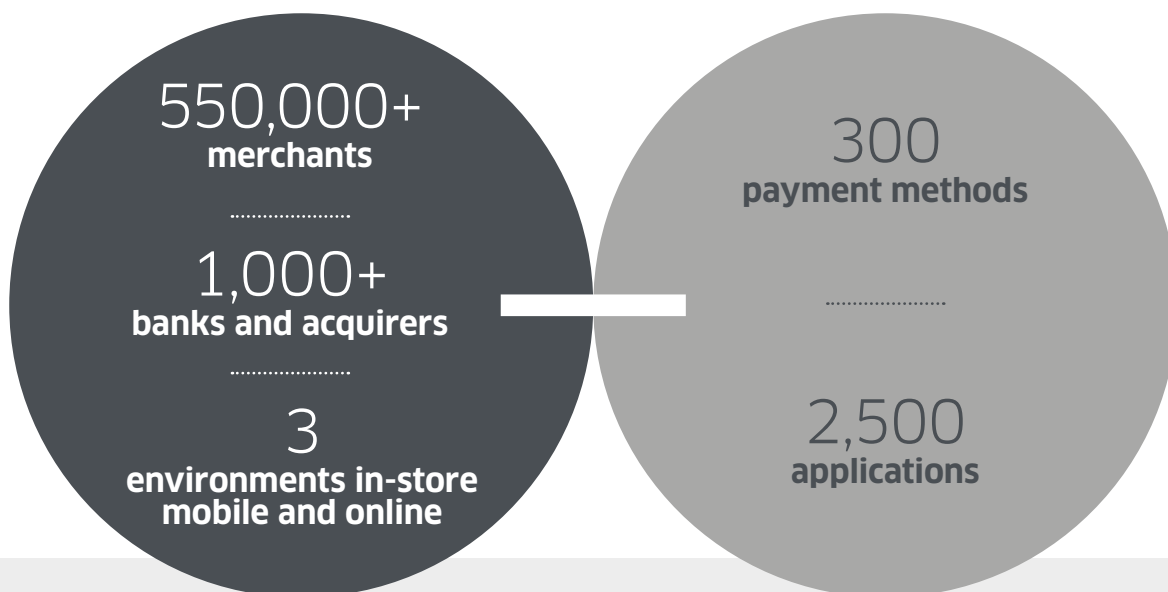 550,000+
merchants
1,000+
banks and acquirers
3
environments in-store
mobile and online
300
payment methods
2,500
applications